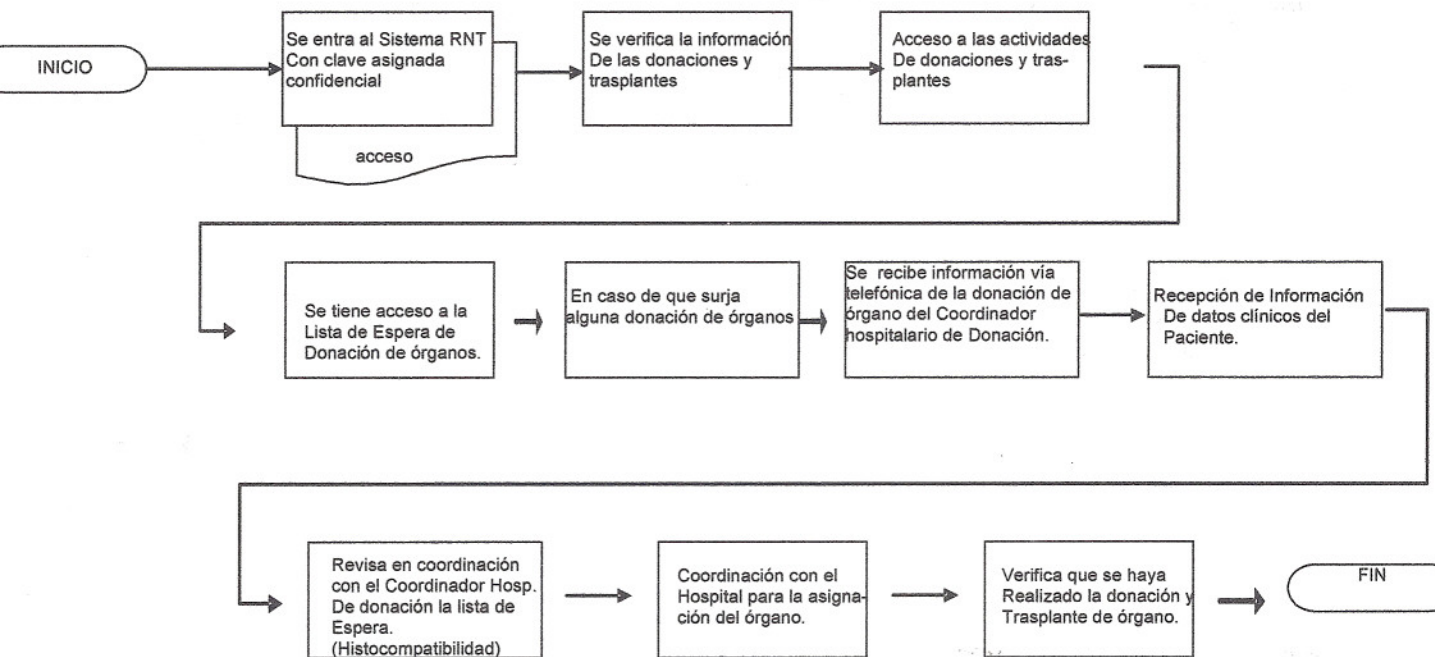 INICIO
Se entra al Sistema RNT
Con clave asignada
confidencial
acceso
Se verifica la información
De las donaciones y
trasplantes
Acceso a las actividades
De donaciones y tras-
plantes
Se tiene acceso a la
Lista de Espera de
Donación de órganos.
En caso de que surja
alguna donación de órganos
Se recibe información vía
telefónica de la donación de
órgano del Coordinador
hospitalario de Donación.
Recepción de Información
De datos clínicos del
Paciente.
Revisa en coordinación
con el Coordinador Hosp.
De donación la lista de
Espera.
(Histocompatibilidad)
Coordinación con el
Hospital para la asigna-
ción del órgano.
Verifica que se haya
Realizado la donación y
Trasplante de órgano.
FIN